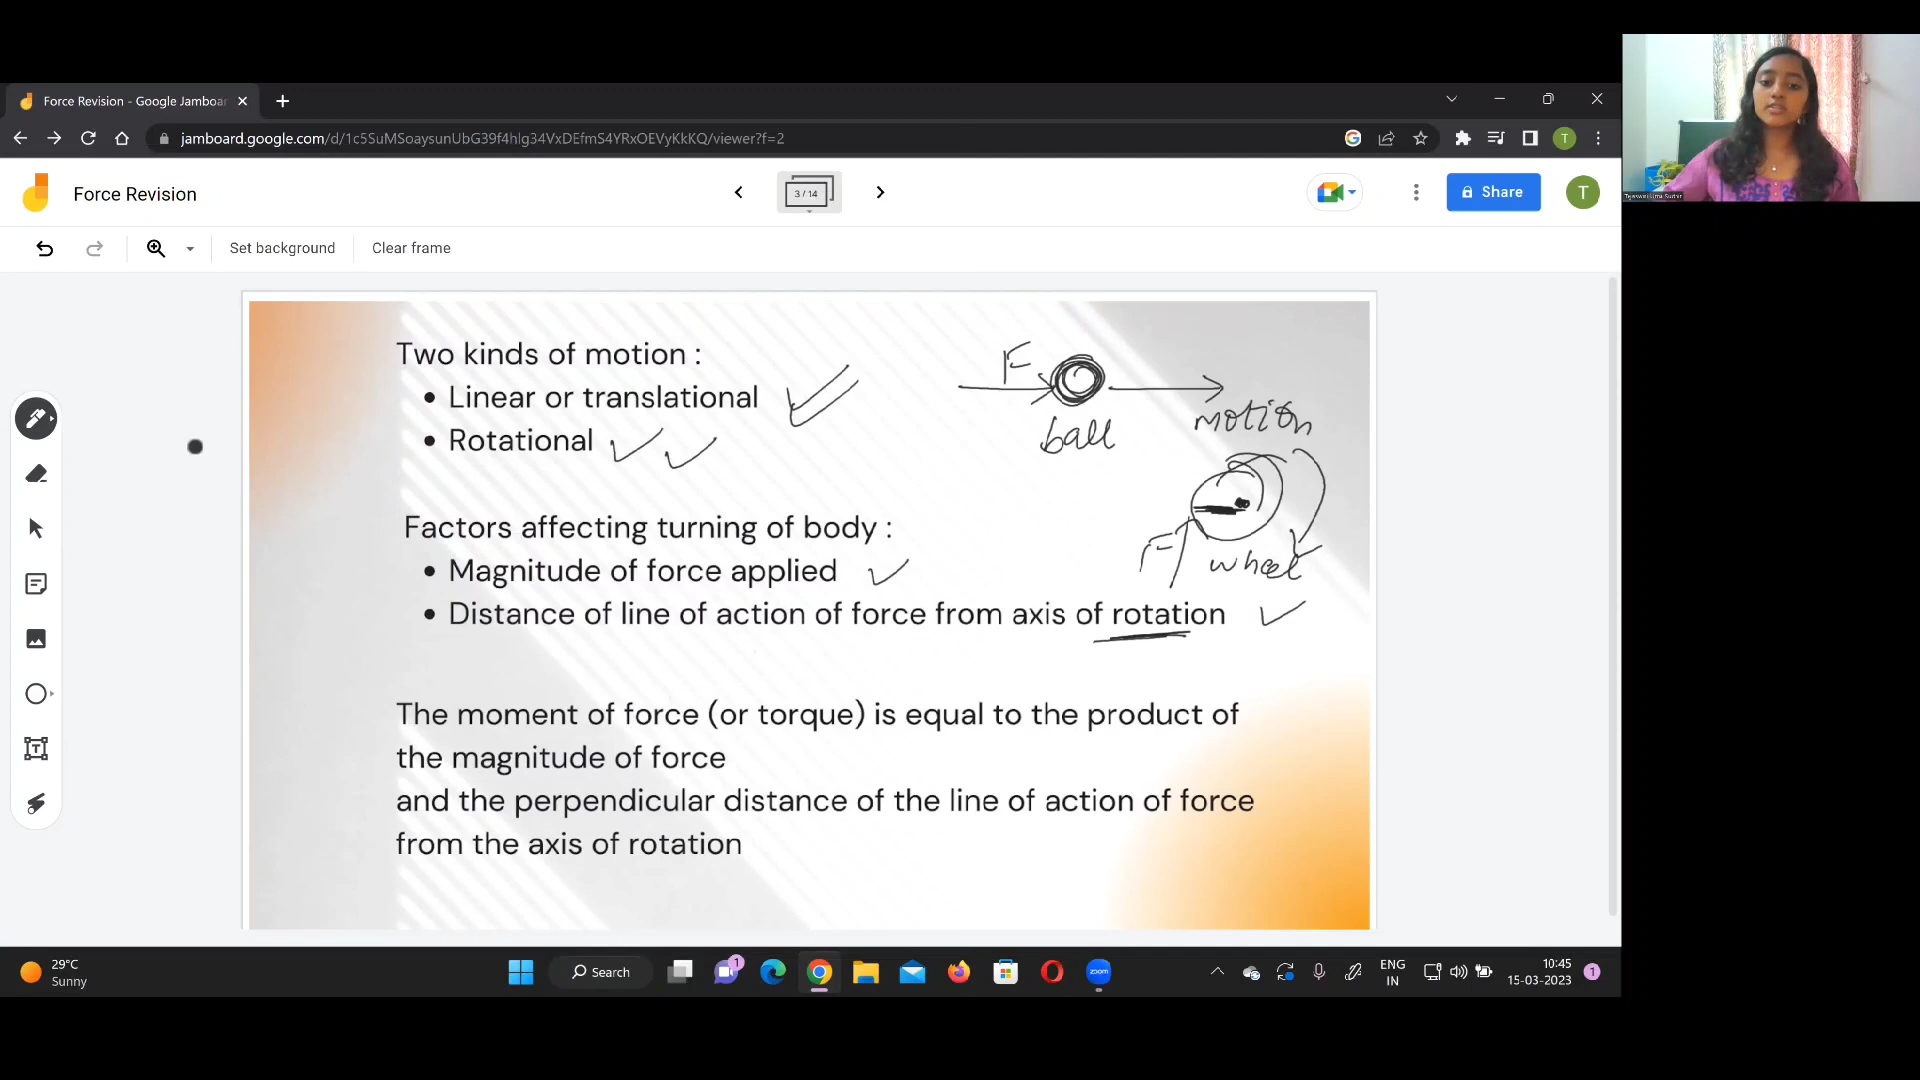 Force Revision - Google Jamboar
jamboard.google.com/d/1c5SuMSoaysunUbG39f4hlg34VxDEfmS4YRxOEVyKkKQ/viewer?f=2
Force Revision
3 / 14
Share
T
T
Set background
Clear frame
Two kinds of motion :
• Linear or translational
• Rotational
F
ball
motion
F
wheel
Factors affecting turning of body :
• Magnitude of force applied
• Distance of line of action of force from axis of rotation
The moment of force (or torque) is equal to the product of
the magnitude of force
and the perpendicular distance of the line of action of force
from the axis of rotation
29°C
Sunny
Search
1
zoom
ENG
IN
10:45
15-03-2023
1